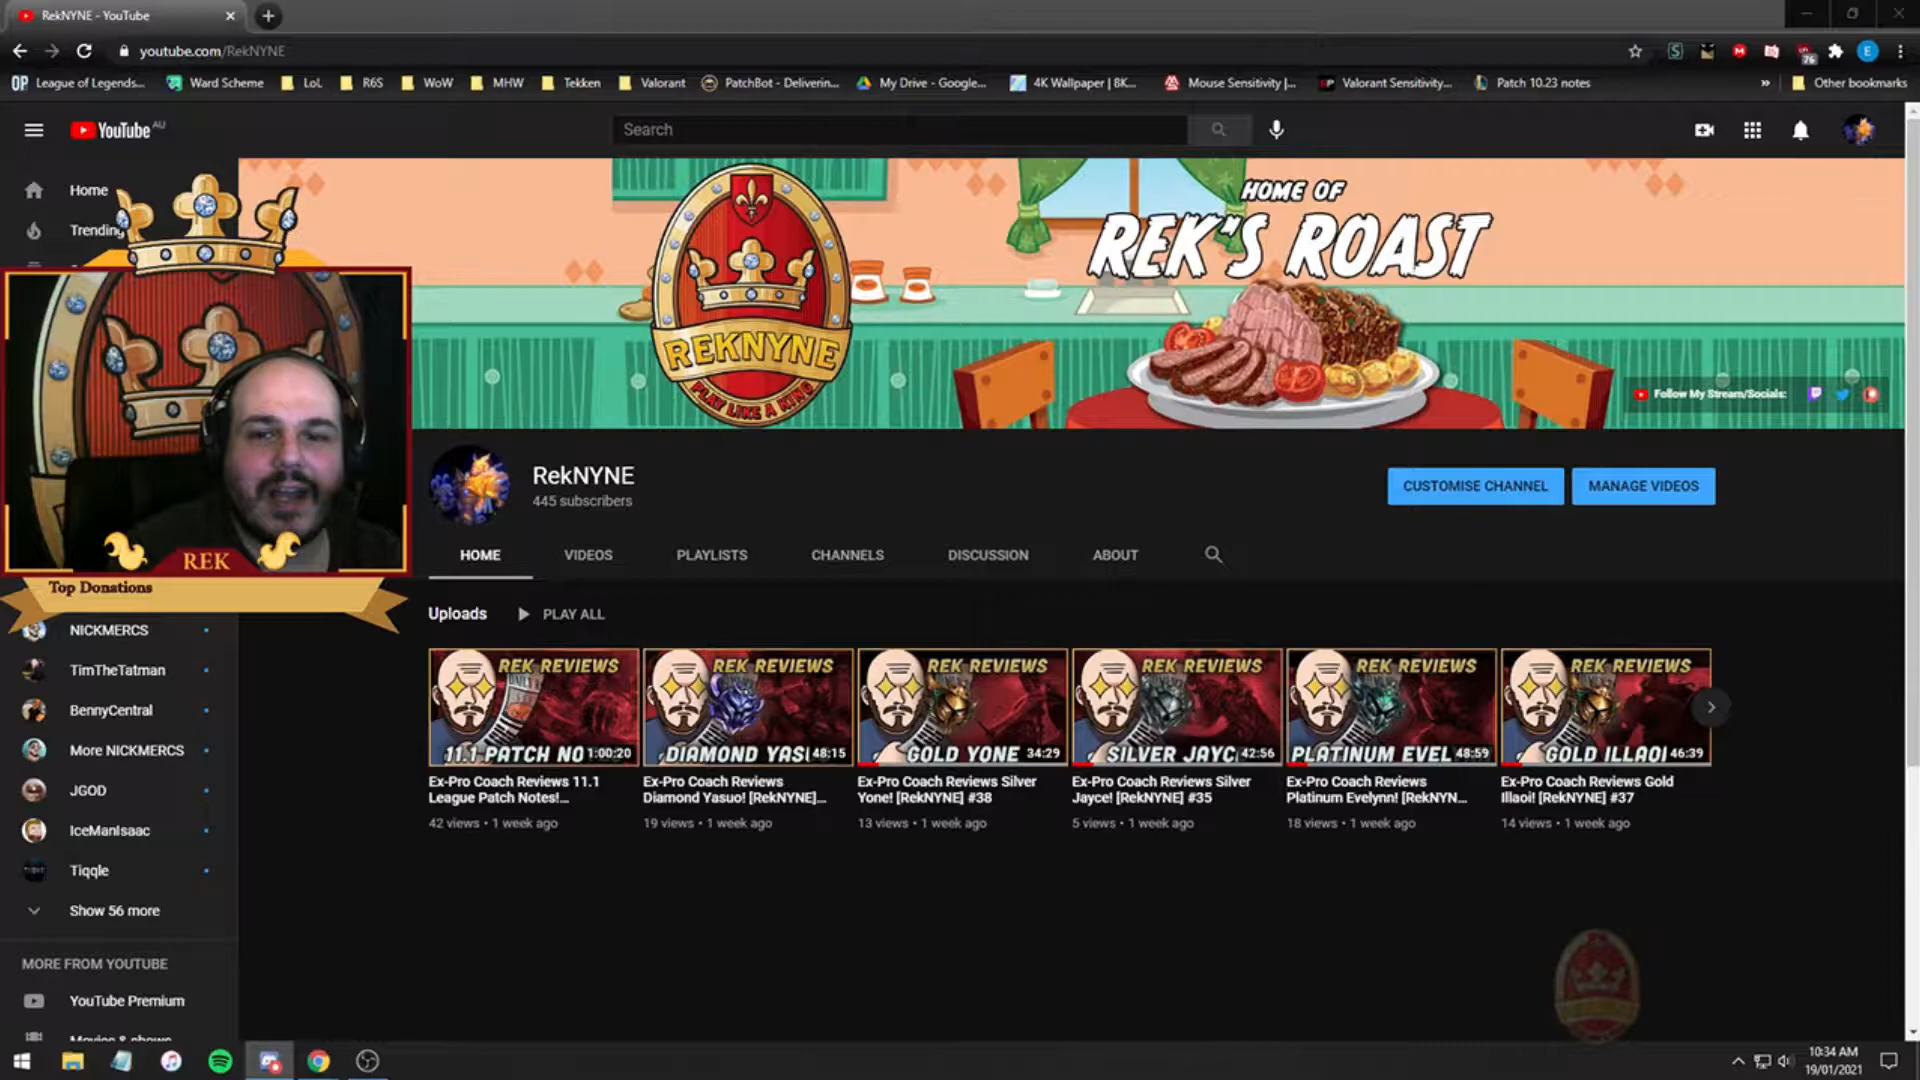 RekNYNE - YouTube
youtube.com/RekNYNE
76
E
OP League of Legends... Ward Scheme LoL R6S WoW MHW Tekken Valorant PatchBot - Deliverin... My Drive - Google... 4K Wallpaper | 8K... Mouse Sensitivity |... Valorant Sensitivity... Patch 10.23 notes » Other bookmarks
YouTube AU
Search
Home
Trending
HOME OF
REK'S ROAST
REKNYNE
PLAY LIKE A KING
Follow My Stream/Socials:
RekNYNE
445 subscribers
CUSTOMISE CHANNEL
MANAGE VIDEOS
REK
Top Donations
HOME VIDEOS PLAYLISTS CHANNELS DISCUSSION ABOUT
Uploads PLAY ALL
NICKMERCS
TimTheTatman
BennyCentral
More NICKMERCS
JGOD
IceManIsaac
Tiqqle
Show 56 more
MORE FROM YOUTUBE
YouTube Premium
Movies & shows
REK REVIEWS
11.1 PATCH NO 1:00:20
Ex-Pro Coach Reviews 11.1
League Patch Notes!...
42 views • 1 week ago
REK REVIEWS
DIAMOND YAS 48:15
Ex-Pro Coach Reviews
Diamond Yasuo! [RekNYNE]...
19 views • 1 week ago
REK REVIEWS
GOLD YONE 34:29
Ex-Pro Coach Reviews Silver
Yone! [RekNYNE] #38
13 views • 1 week ago
REK REVIEWS
SILVER JAYC 42:56
Ex-Pro Coach Reviews Silver
Jayce! [RekNYNE] #35
5 views • 1 week ago
REK REVIEWS
PLATINUM EVEL 48:59
Ex-Pro Coach Reviews
Platinum Evelynn! [RekNYN...
18 views • 1 week ago
REK REVIEWS
GOLD ILLAOI 46:39
Ex-Pro Coach Reviews Gold
Illaoi! [RekNYNE] #37
14 views • 1 week ago
10:34 AM
19/01/2021